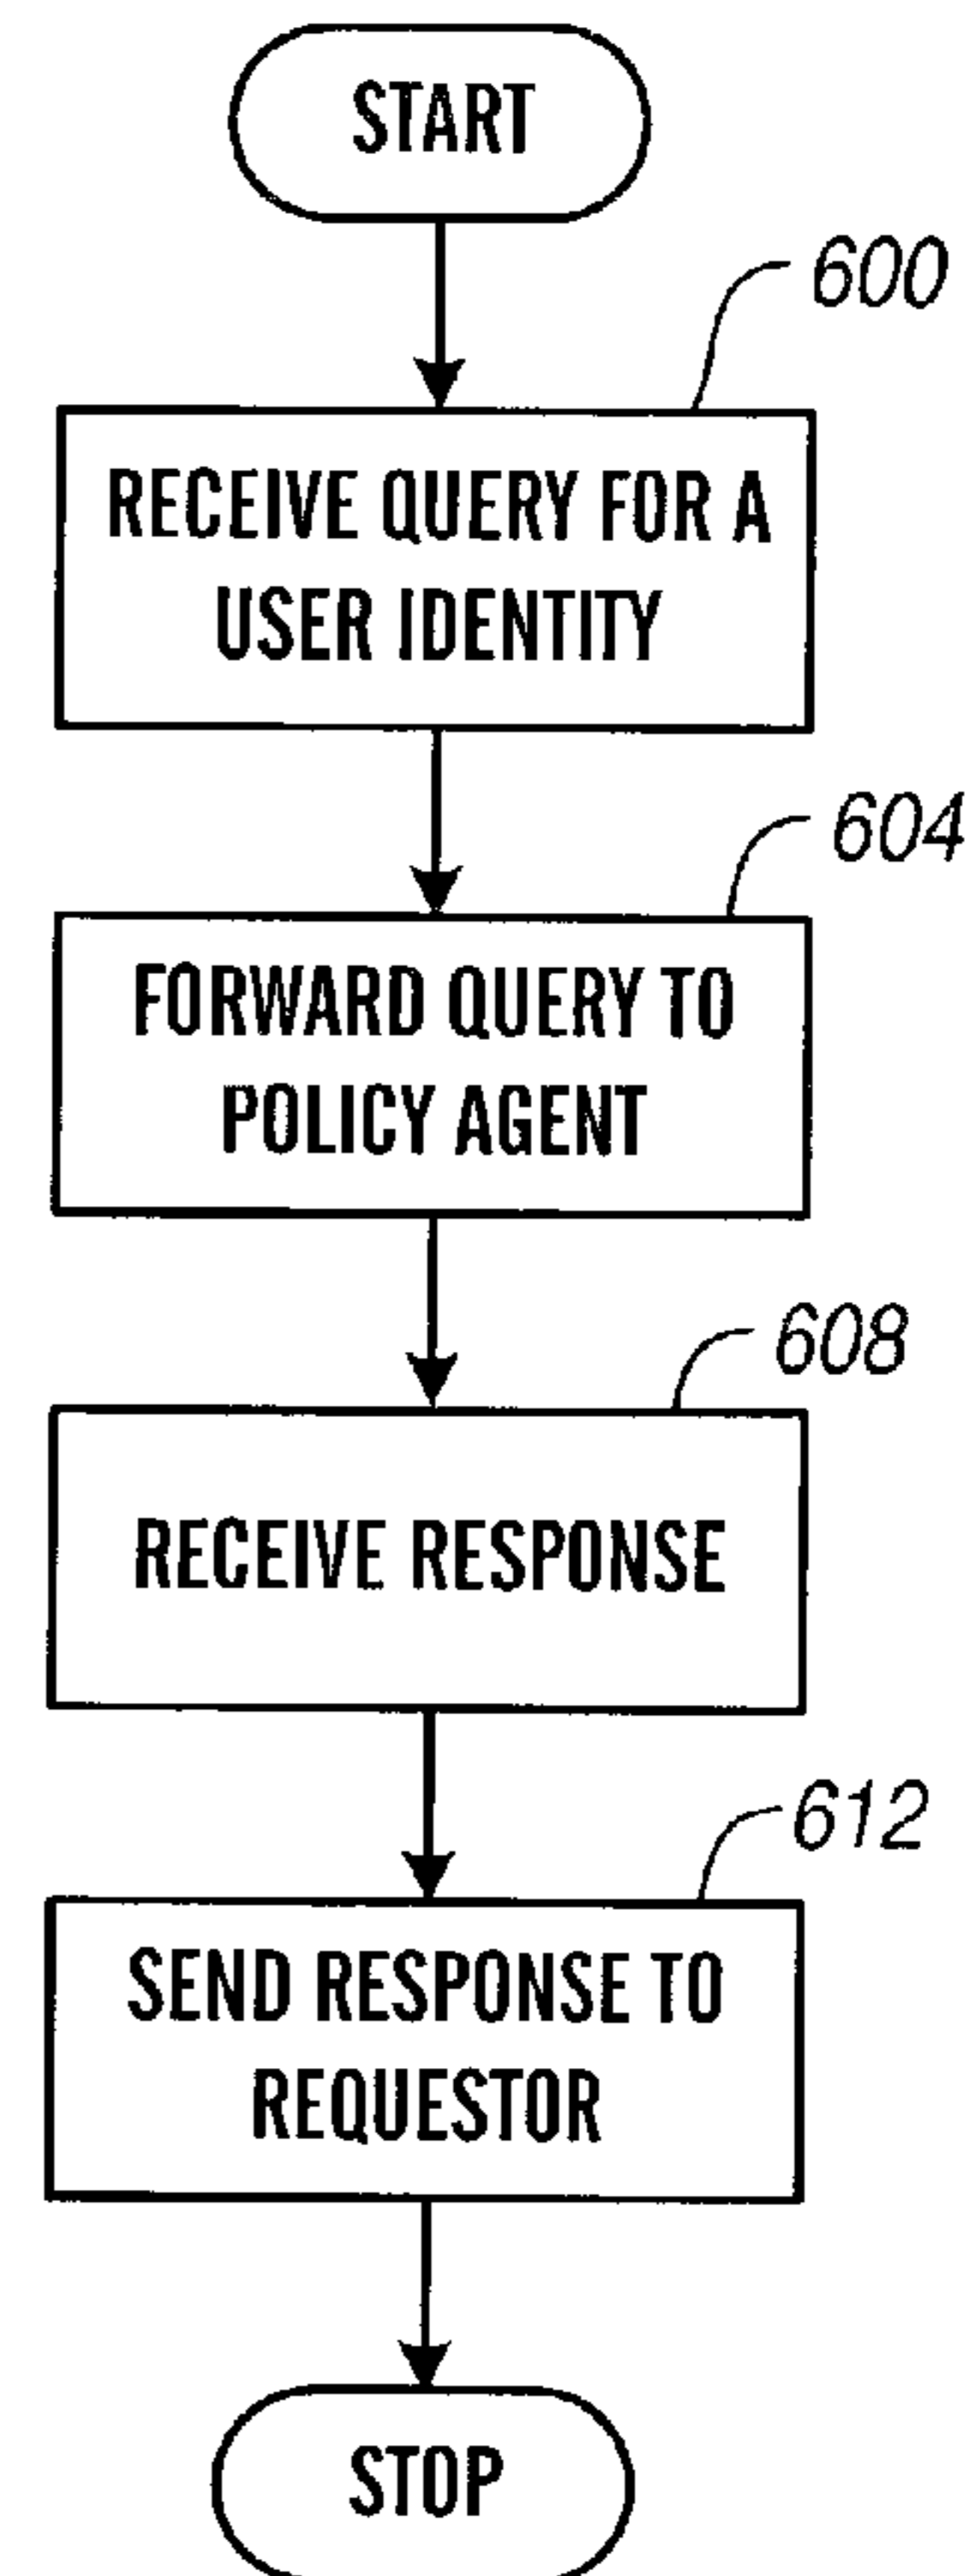 START
600
RECEIVE QUERY FOR A
USER IDENTITY
604
FORWARD QUERY TO
POLICY AGENT
608
RECEIVE RESPONSE
612
SEND RESPONSE TO
REQUESTOR
STOP